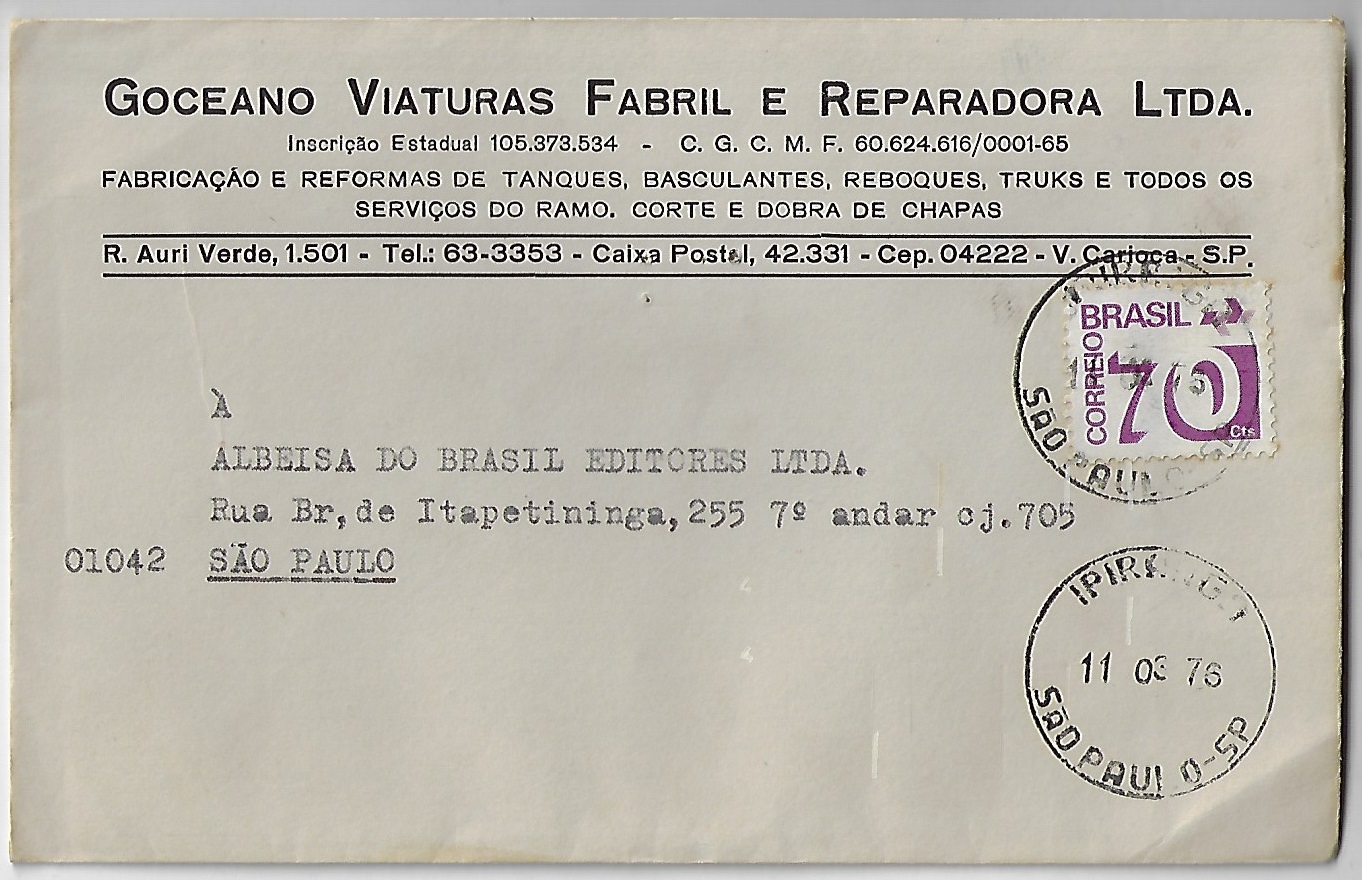 GOCEANO VIATURAS FABRIL E REPARADORA LTDA.
Inscrição Estadual 105.373.534 - C. G. C. M. F. 60.624.616/0001-65
FABRICAÇÃO E REFORMAS DE TANQUES, BASCULANTES, REBOQUES, TRUKS E TODOS OS
SERVIÇOS DO RAMO. CORTE E DOBRA DE CHAPAS
R. Auri Verde, 1.501 - Tel.: 63-3353 - Caixa Postal, 42.331 - Cep. 04222 - V. Carioca - S.P.
BRASIL
CORREIO
70
Cts
SÃO PAULO
À
ALBEISA DO BRASIL EDITORES LTDA.
Rua Br,de Itapetininga,255 7º andar cj.705
01042 SÃO PAULO
IPIRANGA
11 03 76
SÃO PAULO-SP